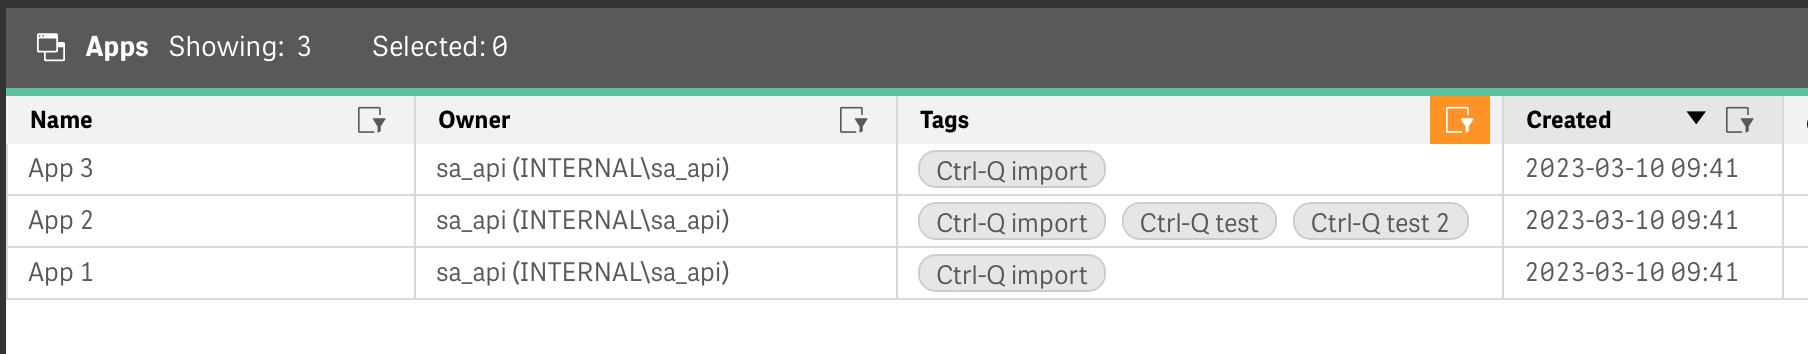 Apps Showing: 3 Selected: 0
Name Owner Tags Created
App 3 sa_api (INTERNAL\sa_api) Ctrl-Q import 2023-03-10 09:41
App 2 sa_api (INTERNAL\sa_api) Ctrl-Q import Ctrl-Q test Ctrl-Q test 2 2023-03-10 09:41
App 1 sa_api (INTERNAL\sa_api) Ctrl-Q import 2023-03-10 09:41